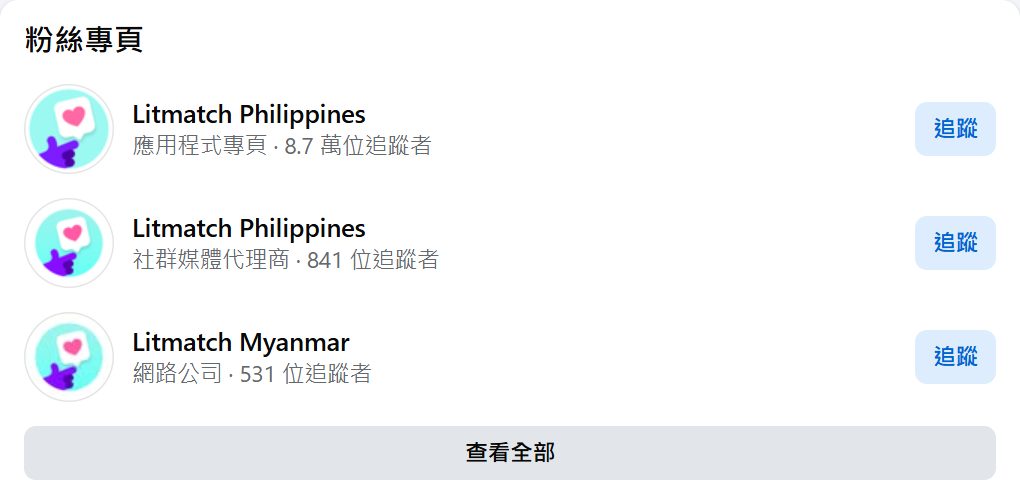 粉絲專頁
Litmatch Philippines
應用程式專頁 · 8.7 萬位追蹤者
追蹤
Litmatch Philippines
社群媒體代理商 · 841 位追蹤者
追蹤
Litmatch Myanmar
網路公司 · 531 位追蹤者
追蹤
查看全部